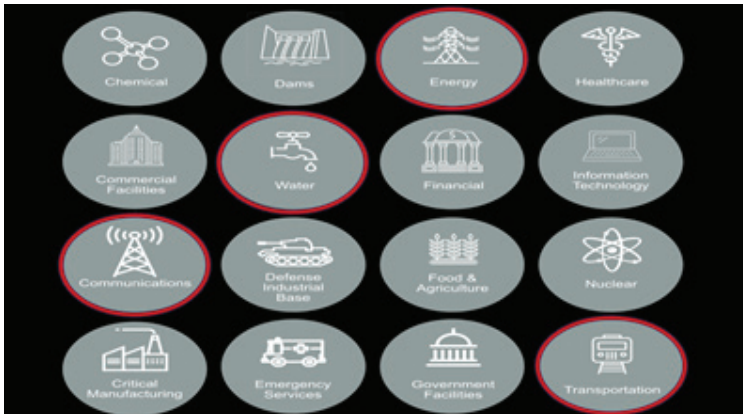 Chemical
Dams
Energy
Healthcare
Commercial
Facilities
Water
Financial
Information
Technology
Communications
Defense
Industrial
Base
Food &
Agriculture
Nuclear
Critical
Manufacturing
Emergency
Services
Government
Facilities
Transportation